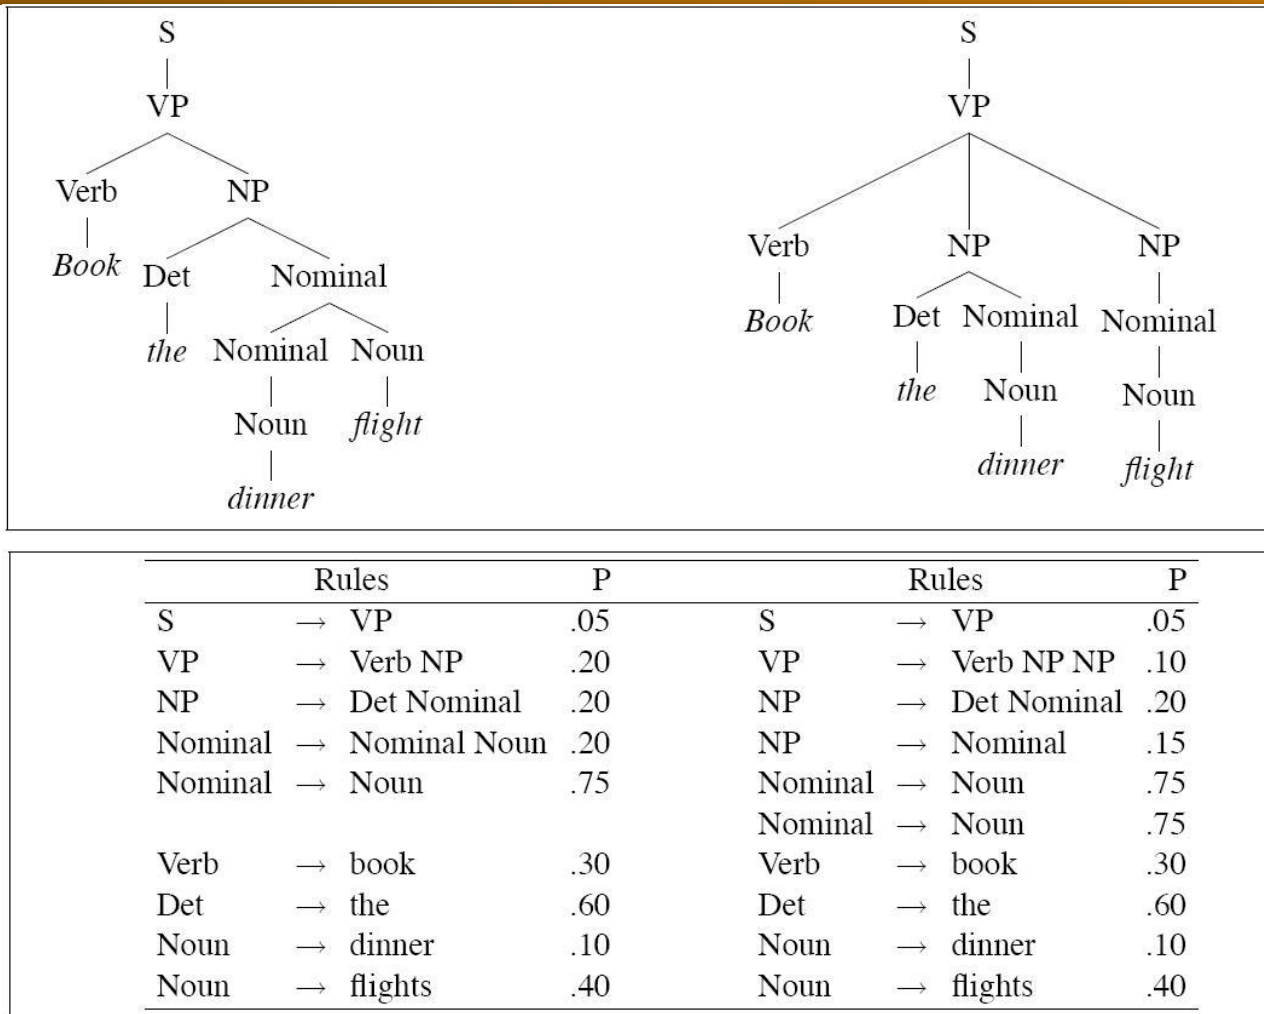 S S
VP VP
Verb NP
Verb NP NP
Book Det Nominal
Book Det Nominal Nominal
the Nominal Noun
the Noun Noun
Noun flight
dinner flight
dinner
Rules P Rules P
S → VP .05 S → VP .05
VP → Verb NP .20 VP → Verb NP NP .10
NP → Det Nominal .20 NP → Det Nominal .20
Nominal → Nominal Noun .20 NP → Nominal .15
Nominal → Noun .75 Nominal → Noun .75
Nominal → Noun .75
Verb → book .30 Verb → book .30
Det → the .60 Det → the .60
Noun → dinner .10 Noun → dinner .10
Noun → flights .40 Noun → flights .40